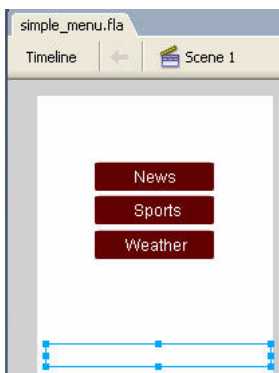 simple_menu.fla
Timeline Scene 1
News
Sports
Weather